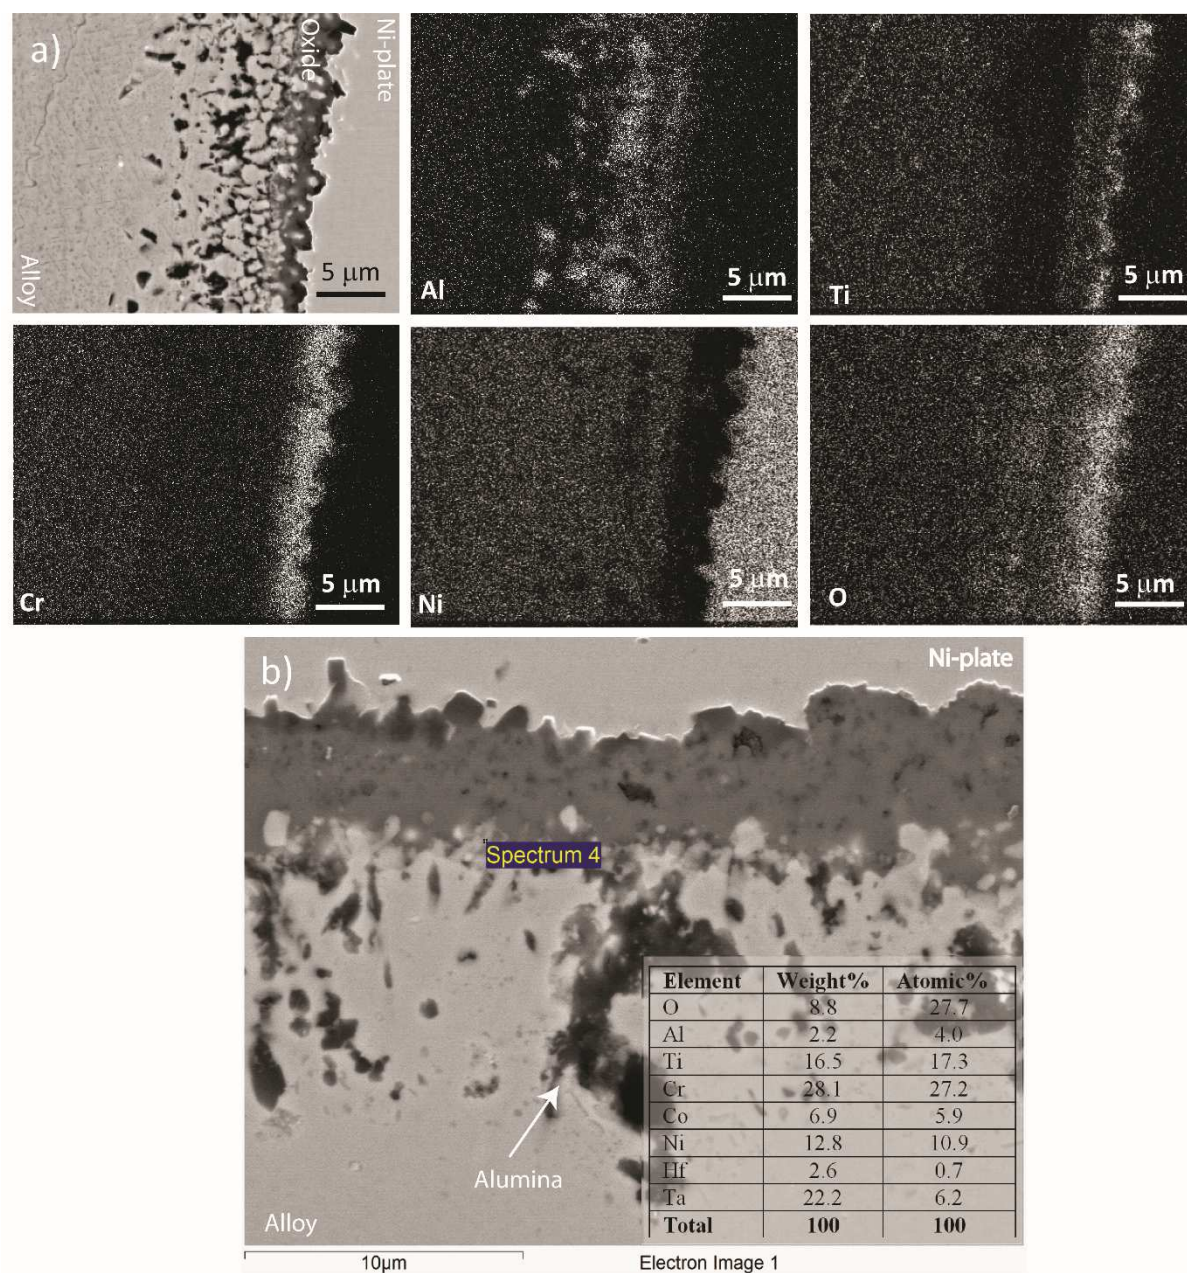 a)
Oxide
Ni-plate
Alloy
5 μm
Al
5 μm
Ti
5 μm
Cr
5 μm
Ni
5 μm
O
5 μm
b)
Ni-plate
Spectrum 4
Element Weight% Atomic%
O 8.8 27.7
Al 2.2 4.0
Ti 16.5 17.3
Cr 28.1 27.2
Co 6.9 5.9
Ni 12.8 10.9
Hf 2.6 0.7
Ta 22.2 6.2
Total 100 100
Alumina
Alloy
10μm
Electron Image 1